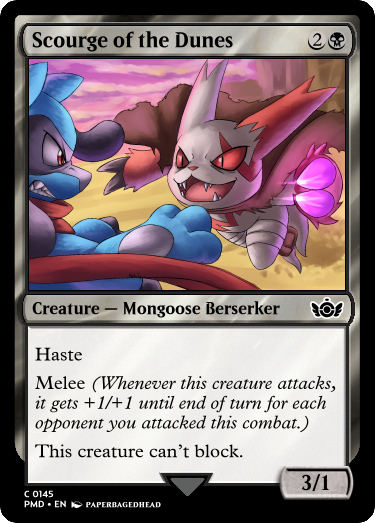 Scourge of the Dunes 2
Creature — Mongoose Berserker
Haste
Melee (Whenever this creature attacks,
it gets +1/+1 until end of turn for each
opponent you attacked this combat.)
This creature can't block.
3/1
C 0145
PMD • EN PAPERBAGEDHEAD